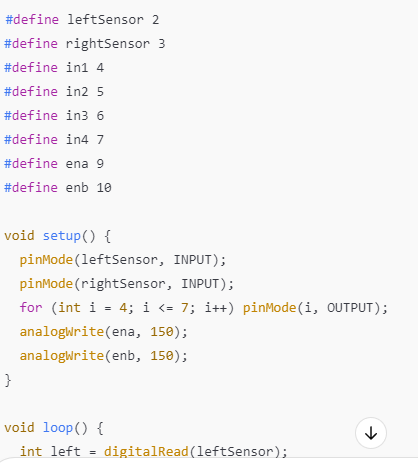 #define leftSensor 2
#define rightSensor 3
#define in1 4
#define in2 5
#define in3 6
#define in4 7
#define ena 9
#define enb 10
void setup() {
pinMode(leftSensor, INPUT);
pinMode(rightSensor, INPUT);
for (int i = 4; i <= 7; i++) pinMode(i, OUTPUT);
analogWrite(ena, 150);
analogWrite(enb, 150);
}
void loop() {
int left = digitalRead(leftSensor);